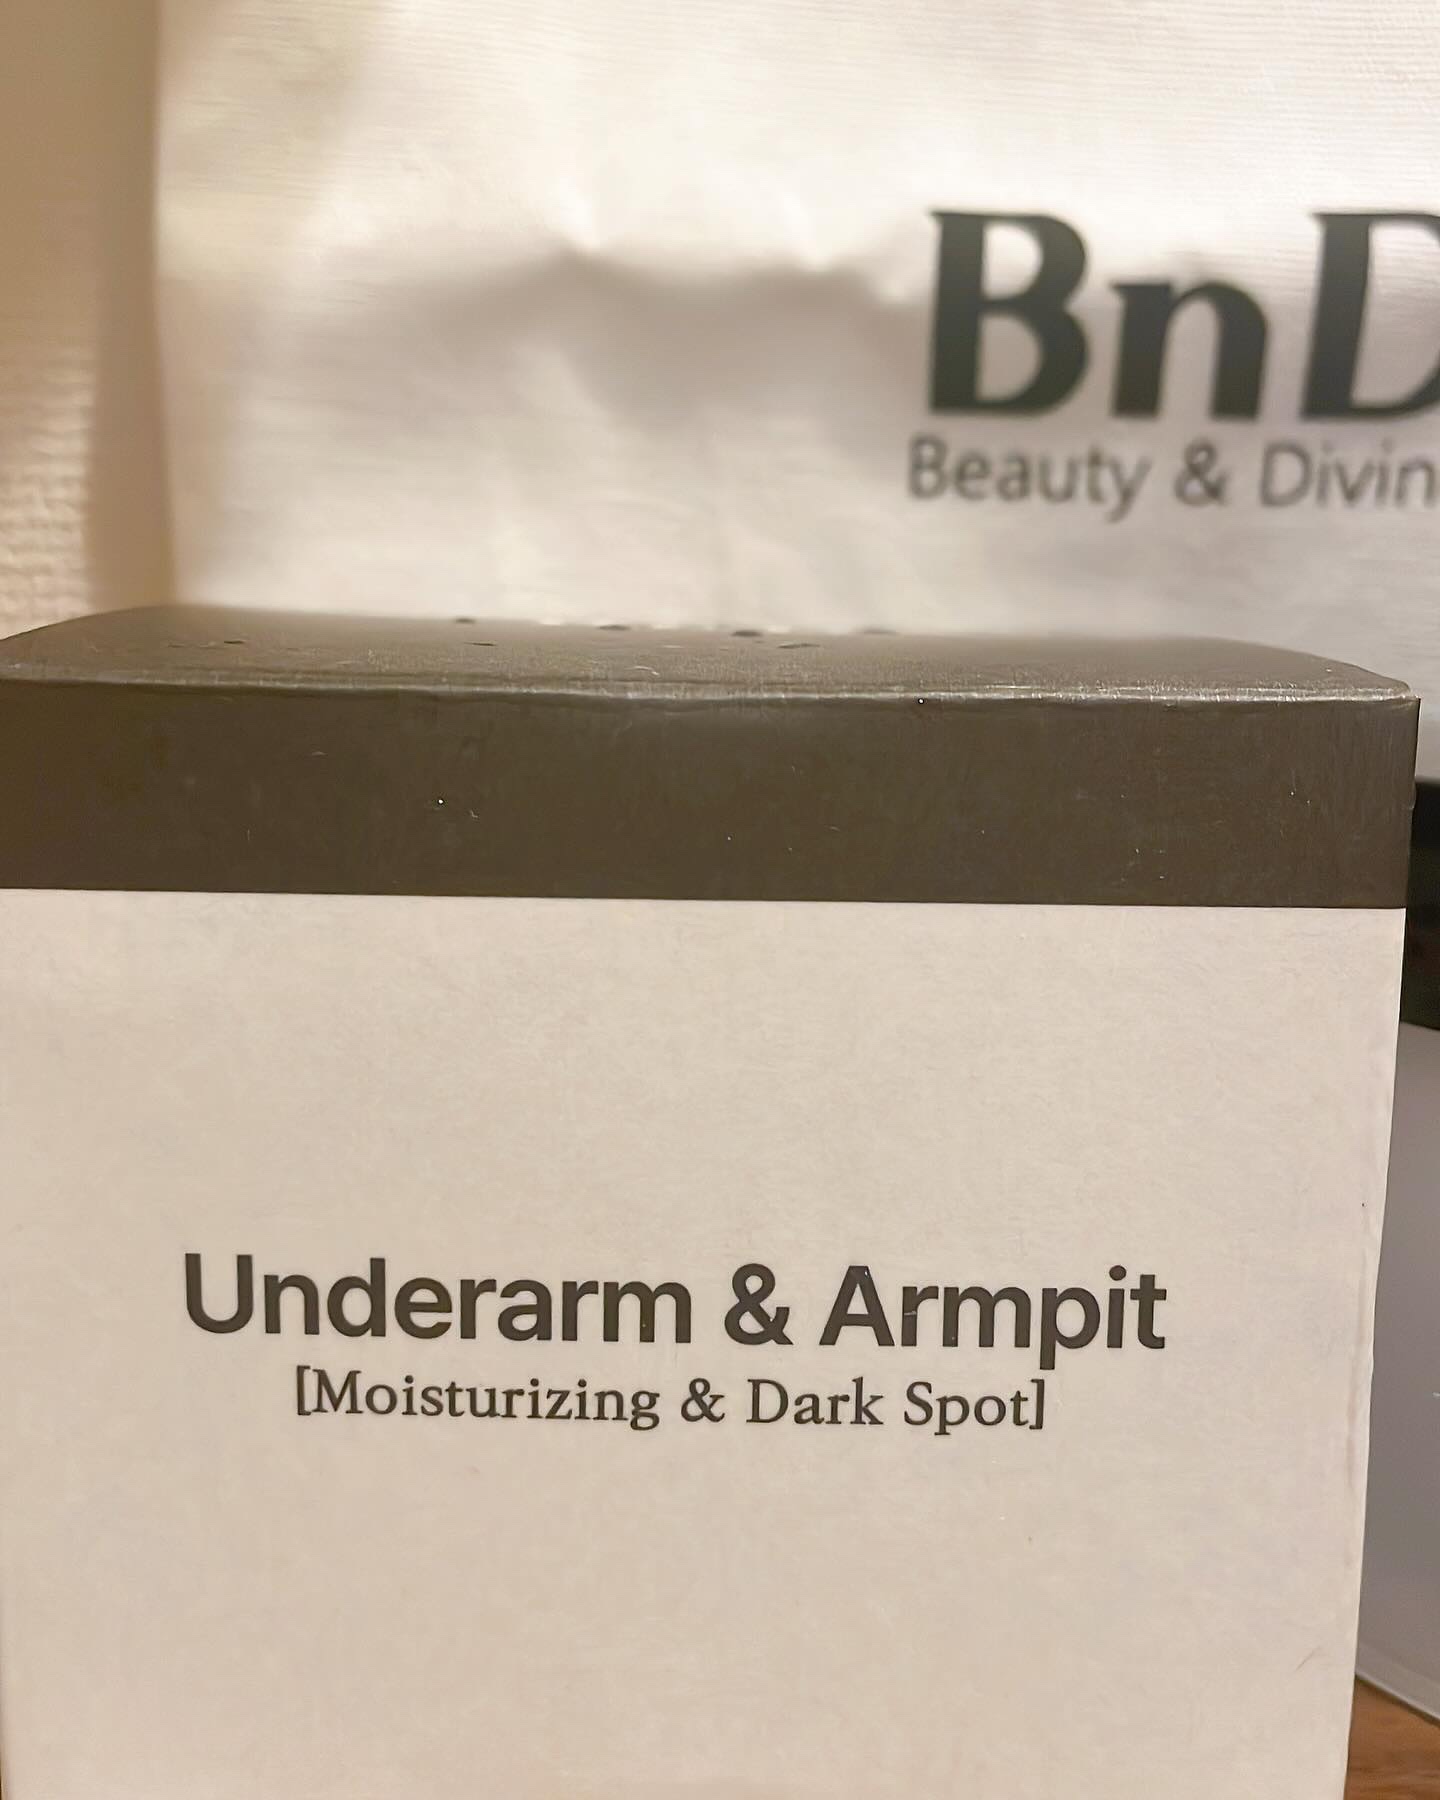 BnD
Beauty & Divin
Underarm & Armpit
[Moisturizing & Dark Spot]